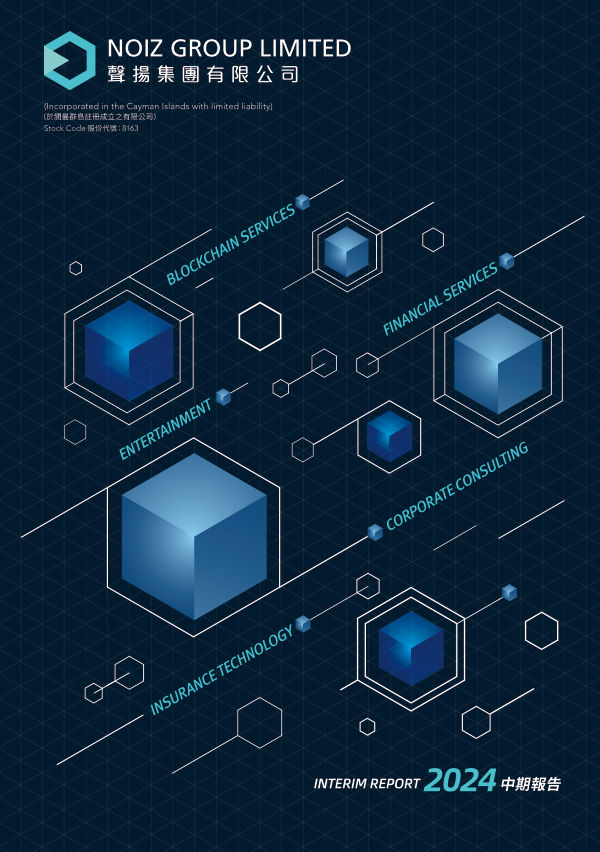 NOIZ GROUP LIMITED
聲揚集團有限公司
(Incorporated in the Cayman Islands with limited liability)
(於開曼群島註冊成立之有限公司)
Stock Code 股份代號：8163
BLOCKCHAIN SERVICES
FINANCIAL SERVICES
ENTERTAINMENT
CORPORATE CONSULTING
INSURANCE TECHNOLOGY
INTERIM REPORT 2024 中期報告